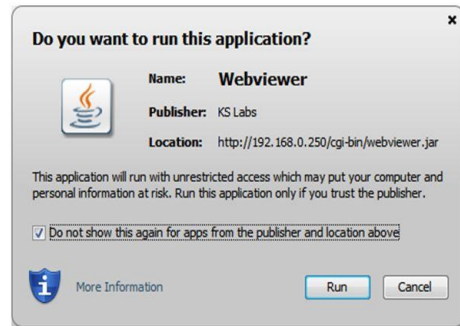 Do you want to run this application?
Name: Webviewer
Publisher: KS Labs
Location: http://192.168.0.250/cgi-bin/webviewer.jar
This application will run with unrestricted access which may put your computer and
personal information at risk. Run this application only if you trust the publisher.
Do not show this again for apps from the publisher and location above
More Information
Run
Cancel